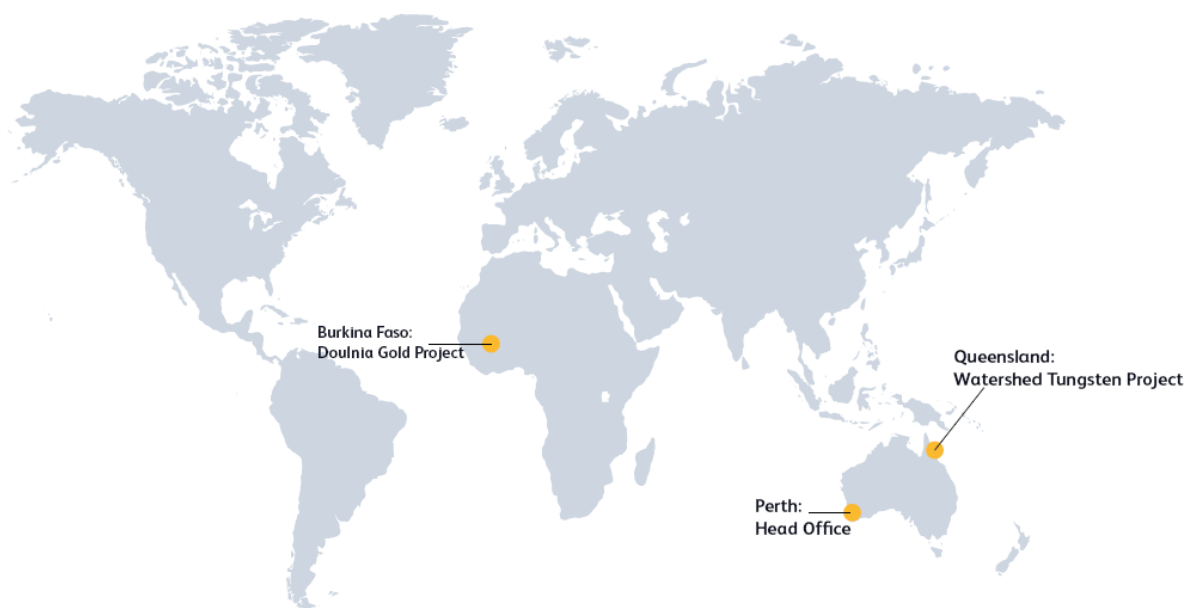 Burkina Faso:
Doulnia Gold Project
Queensland:
Watershed Tungsten Project
Perth:
Head Office